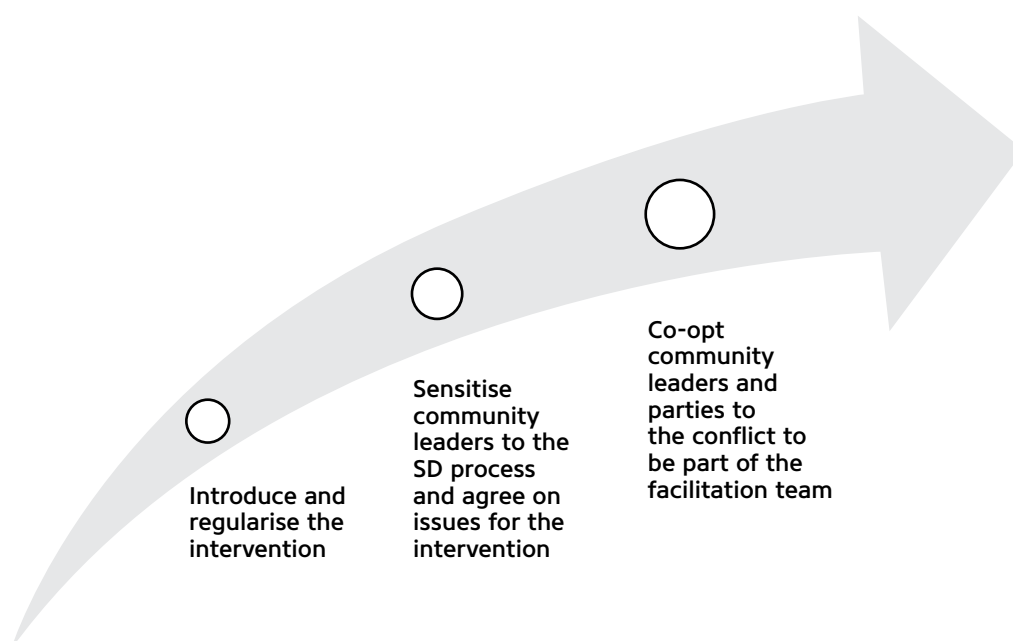 Introduce and
regularise the
intervention
Sensitise
community
leaders to the
SD process
and agree on
issues for the
intervention
Co-opt
community
leaders and
parties to
the conflict to
be part of the
facilitation team